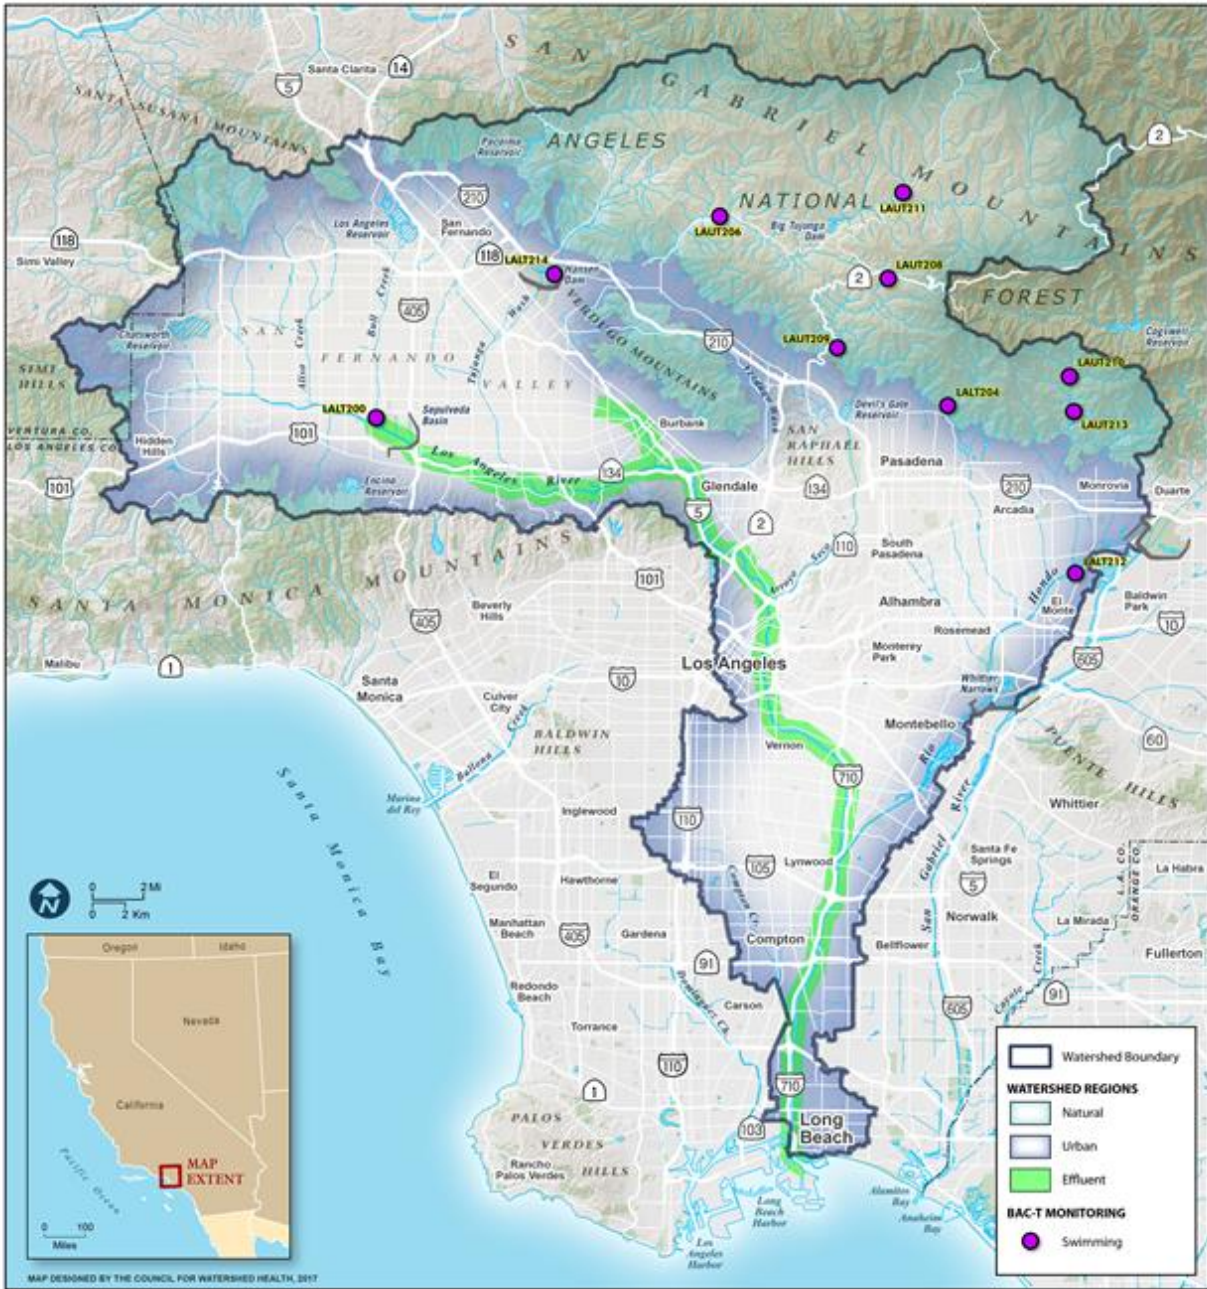 SAN GABRIEL MOUNTAINS
Santa Clarita
14
5
SANTA SUSANA MOUNTAINS
Pacoima
Reservoir
ANGELES
NATIONAL
FOREST
2
210
LAUT211
LAUT206
Big Tujunga
Dam
Los Angeles
Reservoir
San
Fernando
118
Simi Valley
118
LALT214
Hansen
Dam
LAUT208
2
Cogswell
Reservoir
Chatsworth
Reservoir
SAN
FERNANDO
VALLEY
Aliso Creek
Bull Creek
405
Tujunga Wash
VERDUGO MOUNTAINS
210
LAUT209
Verdugo Wash
LAUT210
SIMI
HILLS
LALT204
LAUT213
Devil's Gate
Reservoir
LALT200
Sepulveda
Basin
VENTURA CO.
LOS ANGELES CO.
Hidden
Hills
101
101
Los Angeles River
Burbank
SAN
RAPHAEL
HILLS
Pasadena
134
Glendale
134
210
Monrovia
Duarte
Arcadia
Encino
Reservoir
5
2
110
Arroyo Seco
South
Pasadena
LALT212
SANTA MONICA MOUNTAINS
101
Beverly
Hills
405
Alhambra
Rio Hondo
El
Monte
Baldwin
Park
10
Rosemead
Monterey
Park
605
Malibu
1
Los Angeles
Santa
Monica
10
Culver
City
Whittier
Narrows
Ballona Creek
BALDWIN
HILLS
Montebello
Vernon
60
PUENTE HILLS
Marina
del Rey
710
Santa Monica Bay
Inglewood
110
Whittier
San Gabriel River
105
Lynwood
Santa Fe
Springs
L.A. CO.
ORANGE CO.
La Habra
El
Segundo
Hawthorne
Compton Cr.
5
Norwalk
La Mirada
Manhattan
Beach
405
Gardena
Compton
Bellflower
Fullerton
91
Dominguez Ch.
Coyote Creek
91
Redondo
Beach
Carson
605
Torrance
110
1
710
PALOS
VERDES
HILLS
103
Long
Beach
Rancho
Palos Verdes
Long
Beach
Harbor
Los
Angeles
Harbor
Alamitos
Bay
Anaheim
Bay
N
0 2 Mi
0 2 Km
Oregon
Idaho
Nevada
California
Pacific Ocean
MAP
EXTENT
0 100
Miles
MAP DESIGNED BY THE COUNCIL FOR WATERSHED HEALTH, 2017
Watershed Boundary
WATERSHED REGIONS
Natural
Urban
Effluent
BAC-T MONITORING
Swimming